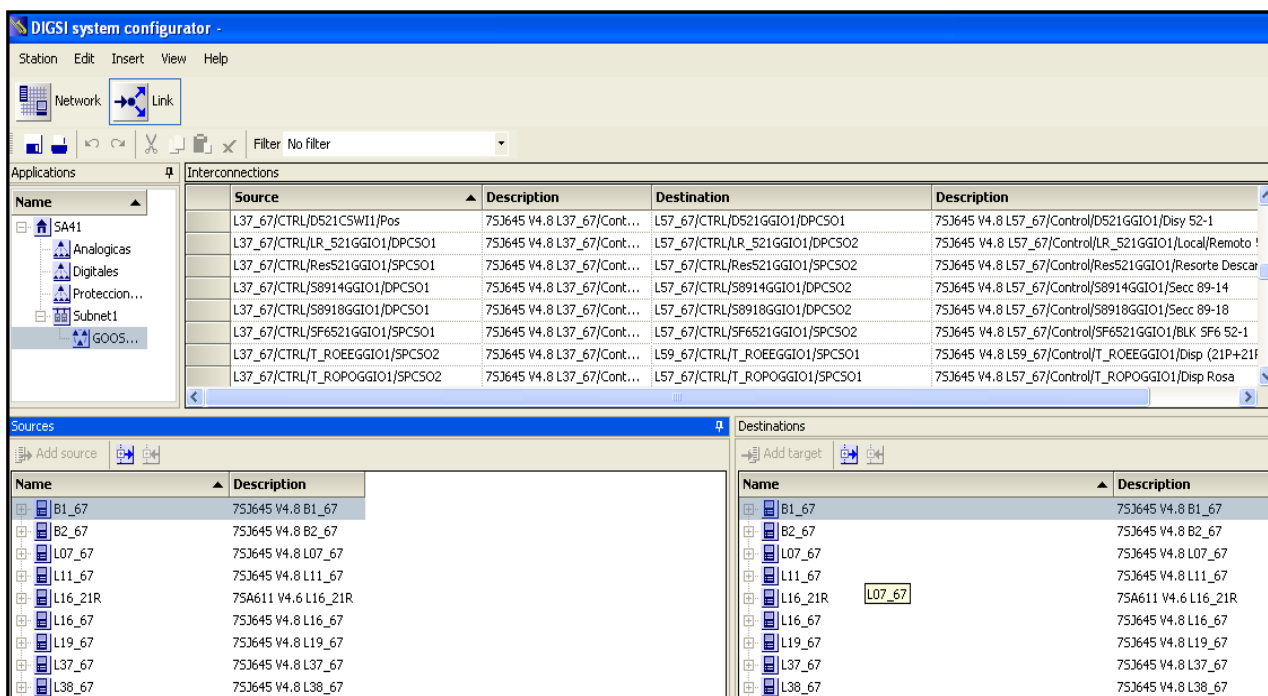 DIGSI system configurator -
Station Edit Insert View Help
Network Link
Filter No filter
Applications
Name
SA41
Analogicas
Digitales
Proteccion...
Subnet1
GOOS...
Interconnections
Source Description Destination Description
L37_67/CTRL/D521CSWI1/Pos 7SJ645 V4.8 L37_67/Cont... L57_67/CTRL/D521GGIO1/DPCSO1 7SJ645 V4.8 L57_67/Control/D521GGIO1/Disy 52-1
L37_67/CTRL/LR_521GGIO1/DPCSO1 7SJ645 V4.8 L37_67/Cont... L57_67/CTRL/LR_521GGIO1/DPCSO2 7SJ645 V4.8 L57_67/Control/LR_521GGIO1/Local/Remoto
L37_67/CTRL/Res521GGIO1/SPCSO1 7SJ645 V4.8 L37_67/Cont... L57_67/CTRL/Res521GGIO1/SPCSO2 7SJ645 V4.8 L57_67/Control/Res521GGIO1/Resorte Descar
L37_67/CTRL/S8914GGIO1/DPCSO1 7SJ645 V4.8 L37_67/Cont... L57_67/CTRL/S8914GGIO1/DPCSO2 7SJ645 V4.8 L57_67/Control/S8914GGIO1/Secc 89-14
L37_67/CTRL/S8918GGIO1/DPCSO1 7SJ645 V4.8 L37_67/Cont... L57_67/CTRL/S8918GGIO1/DPCSO2 7SJ645 V4.8 L57_67/Control/S8918GGIO1/Secc 89-18
L37_67/CTRL/SF6521GGIO1/SPCSO1 7SJ645 V4.8 L37_67/Cont... L57_67/CTRL/SF6521GGIO1/SPCSO2 7SJ645 V4.8 L57_67/Control/SF6521GGIO1/BLK SF6 52-1
L37_67/CTRL/T_ROEEGGIO1/SPCSO2 7SJ645 V4.8 L37_67/Cont... L59_67/CTRL/T_ROEEGGIO1/SPCSO1 7SJ645 V4.8 L59_67/Control/T_ROEEGGIO1/Disp (21P+21P
L37_67/CTRL/T_ROPOGGIO1/SPCSO2 7SJ645 V4.8 L37_67/Cont... L57_67/CTRL/T_ROPOGGIO1/SPCSO1 7SJ645 V4.8 L57_67/Control/T_ROPOGGIO1/Disp Rosa
Sources
Add source
Name Description
B1_67 7SJ645 V4.8 B1_67
B2_67 7SJ645 V4.8 B2_67
L07_67 7SJ645 V4.8 L07_67
L11_67 7SJ645 V4.8 L11_67
L16_21R 7SA611 V4.6 L16_21R
L16_67 7SJ645 V4.8 L16_67
L19_67 7SJ645 V4.8 L19_67
L37_67 7SJ645 V4.8 L37_67
L38_67 7SJ645 V4.8 L38_67
Destinations
Add target
Name Description
B1_67 7SJ645 V4.8 B1_67
B2_67 7SJ645 V4.8 B2_67
L07_67 7SJ645 V4.8 L07_67
L11_67 7SJ645 V4.8 L11_67
L16_21R L07_67 7SA611 V4.6 L16_21R
L16_67 7SJ645 V4.8 L16_67
L19_67 7SJ645 V4.8 L19_67
L37_67 7SJ645 V4.8 L37_67
L38_67 7SJ645 V4.8 L38_67